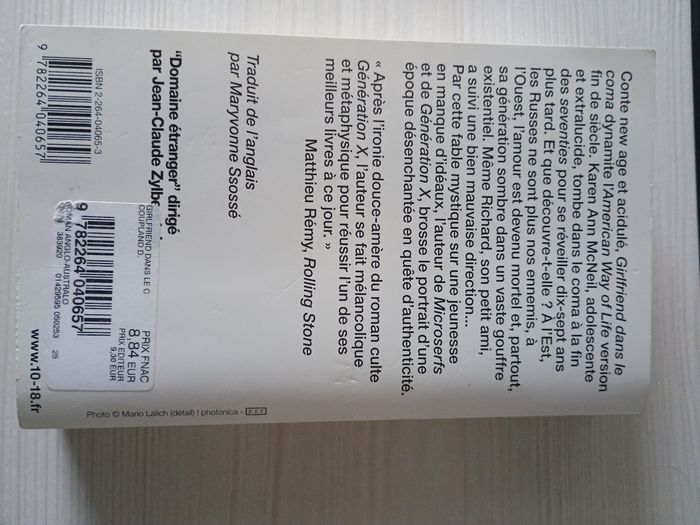 Conte new age et acidué, Girlfriend dans le
coma dynamite l'American Way of Life version
fin de siècle. Karen Ann McNeil, adolescente
et extralucide, tombe dans le coma à la fin
des seventies pour se réveiller dix-sept ans
plus tard. Et que découvre-t-elle ? À l'Est,
les Russes ne sont plus nos ennemis, à
l'Ouest, l'amour est devenu mortel et, partout,
sa génération sombre dans un vaste gouffre
existentiel. Même Richard, son petit ami,
a suivi une bien mauvaise direction...
Par cette fable mystique sur une jeunesse
en manque d'idéaux, l'auteur de Microserfs
et de Génération X, brosse le portrait d'une
époque désenchantée en quête d'authenticité.
« Après l'ironie douce-amère du roman culte
Génération X, l'auteur se fait mélancolique
et métaphysique pour réussir l'un de ses
meilleurs livres à ce jour. »
Matthieu Rémy, Rolling Stone
Traduit de l'anglais
par Maryvonne Ssossé
"Domaine étranger" dirigé
par Jean-Claude
ISBN 2-264-04065-3
9 782264 040657
GIRLFRIEND DANS LE C
COUPLAND D.
9 782264 040657
ROMAN ANGLO-AUSTRALO
383920
01429595 050253 25
PRIX FNAC
8,84 EUR
PRIX EDITEUR
9,30 EUR
www.10-18.fr
Photo © Mario Lalich (détail) / photonica -